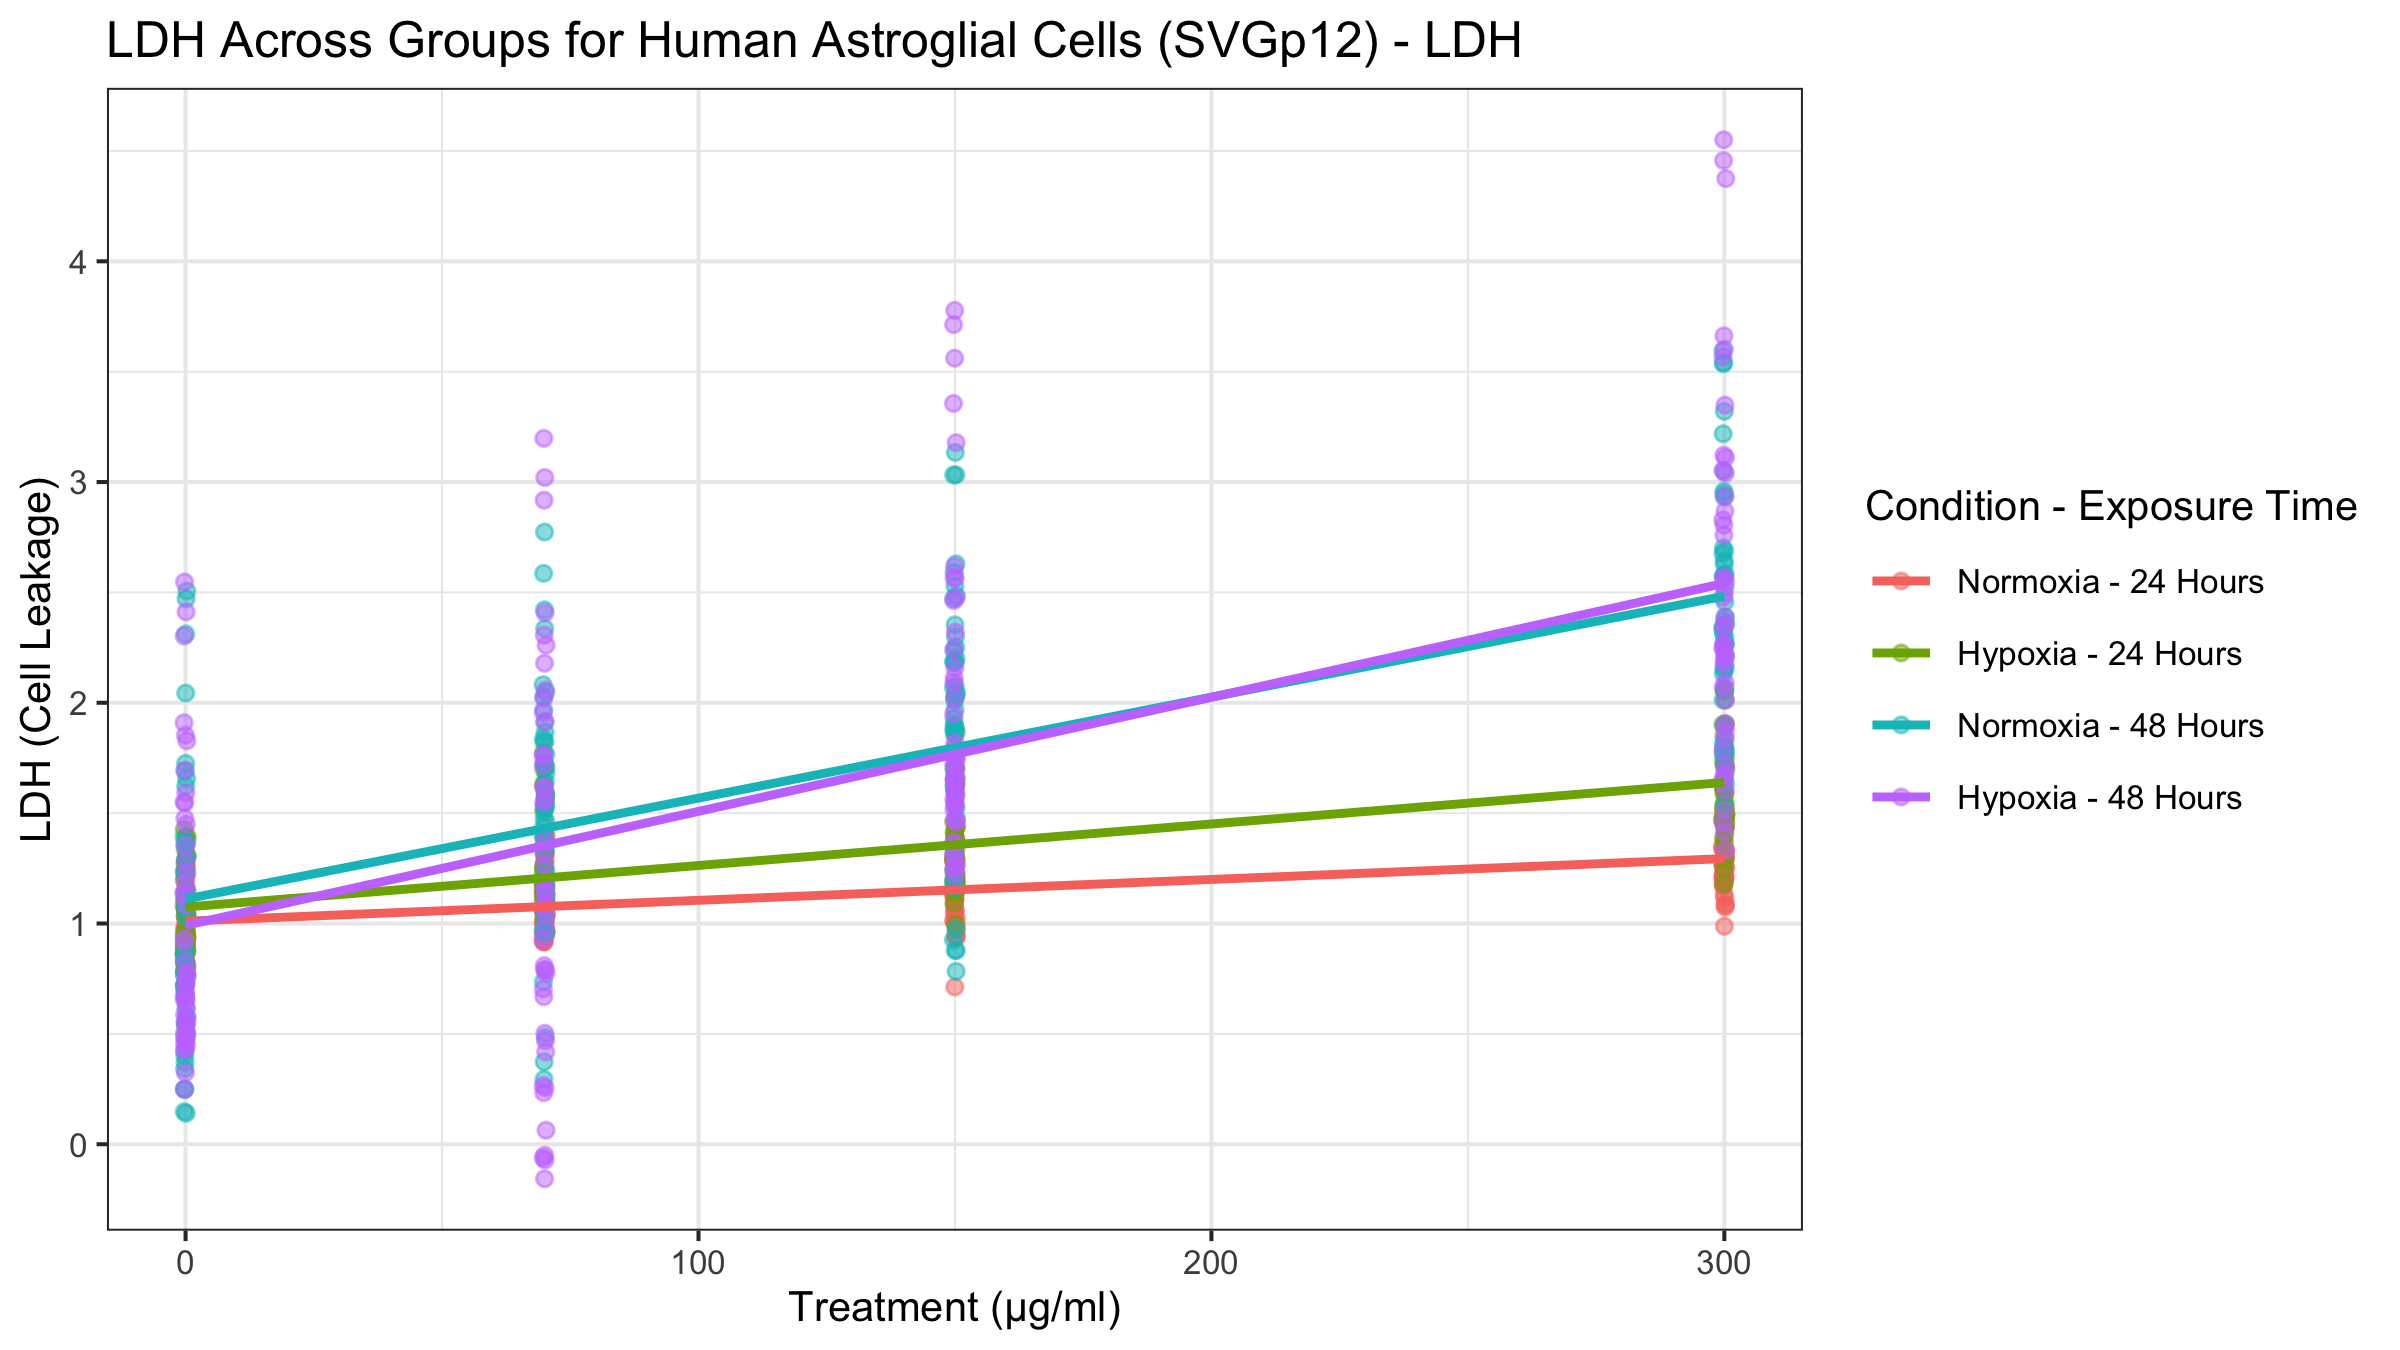 LDH Across Groups for Human Astroglial Cells (SVGp12) - LDH
LDH (Cell Leakage)
4
3
2
1
0
0
100
200
300
Treatment (µg/ml)
Condition - Exposure Time
Normoxia - 24 Hours
Hypoxia - 24 Hours
Normoxia - 48 Hours
Hypoxia - 48 Hours